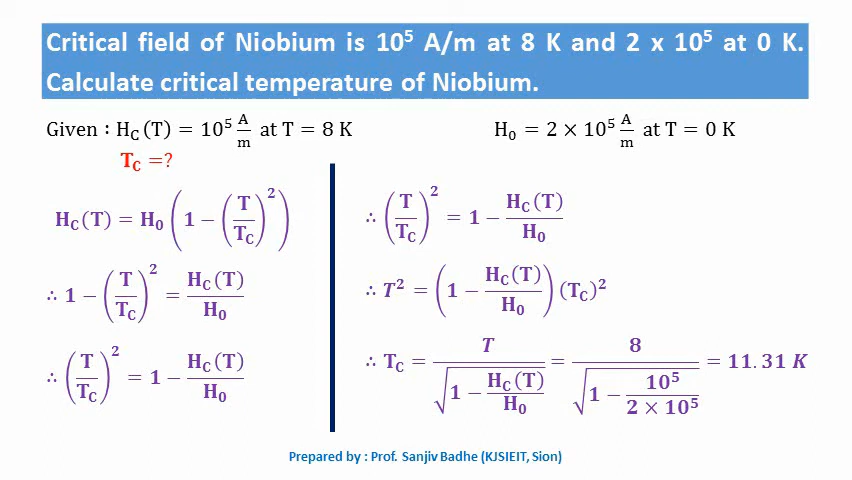 Critical field of Niobium is 10⁵ A/m at 8 K and 2 x 10⁵ at 0 K.
Calculate critical temperature of Niobium.
Given : H_C(T) = 10⁵ A/m at T = 8 K
H₀ = 2 × 10⁵ A/m at T = 0 K
T_C =?
H_C(T) = H₀ (1 − (T/T_C)²)
∴ 1 − (T/T_C)² = H_C(T)/H₀
∴ (T/T_C)² = 1 − H_C(T)/H₀
∴ (T/T_C)² = 1 − H_C(T)/H₀
∴ T² = (1 − H_C(T)/H₀) (T_C)²
∴ T_C = T/√(1 − H_C(T)/H₀) = 8/√(1 − 10⁵/(2 × 10⁵)) = 11.31 K
Prepared by : Prof. Sanjiv Badhe (KJSIEIT, Sion)